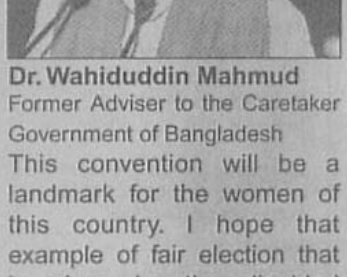 Dr. Wahiduddin Mahmud
Former Adviser to the Caretaker
Government of Bangladesh
This convention will be a
landmark for the women of
this country. I hope that
example of fair election that